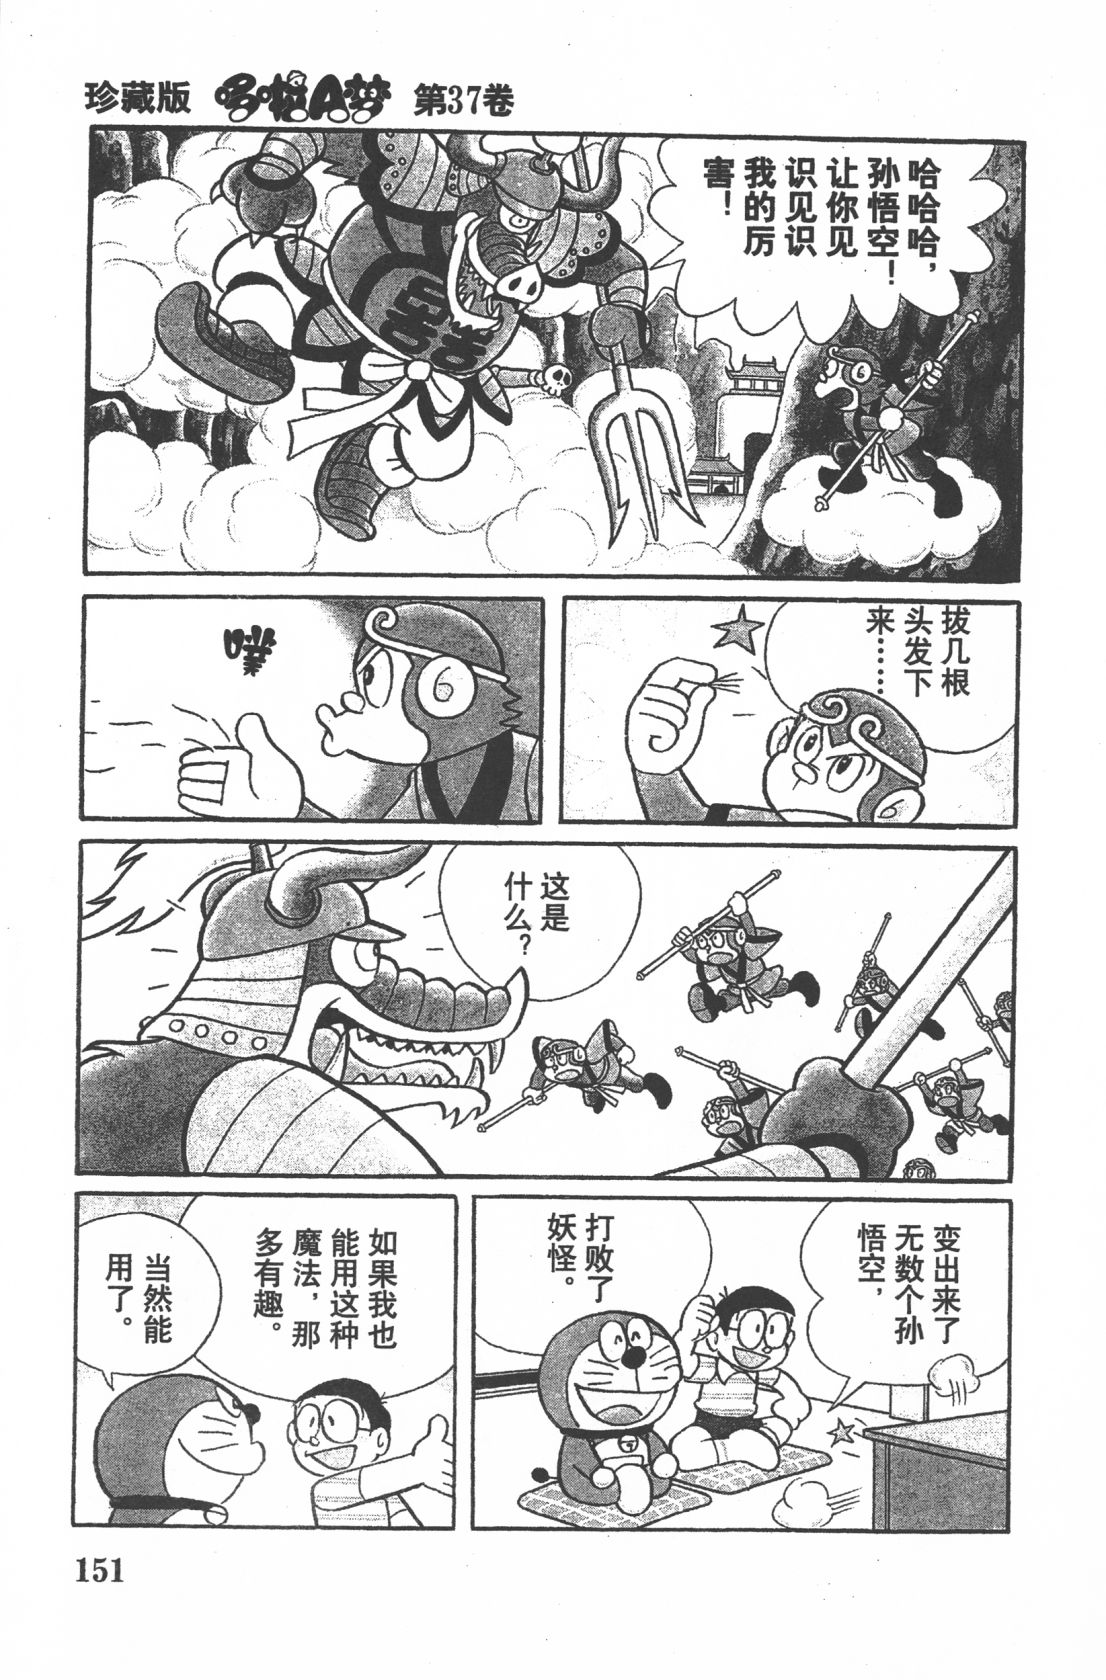 珍藏版 哆啦A梦 第37卷
哈哈哈，
孙悟空！
让你见
识见识
我的厉
害！
拔几根
头发下
来……
噗
这是
什么？
变出来了
无数个孙
悟空，
打败了
妖怪。
如果我也
能用这种
魔法，那
多有趣。
当然能
用了。
151